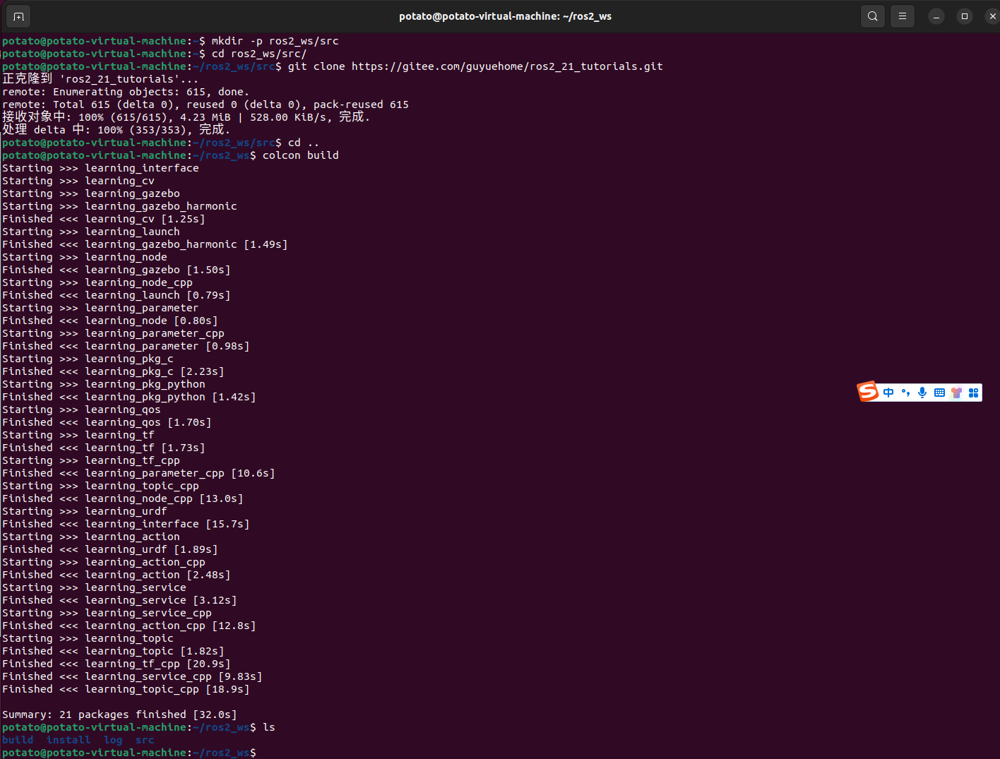 potato@potato-virtual-machine: ~/ros2_ws
potato@potato-virtual-machine:~$ mkdir -p ros2_ws/src
potato@potato-virtual-machine:~$ cd ros2_ws/src/
potato@potato-virtual-machine:~/ros2_ws/src$ git clone https://gitee.com/guyuehome/ros2_21_tutorials.git
正克隆到 'ros2_21_tutorials'...
remote: Enumerating objects: 615, done.
remote: Total 615 (delta 0), reused 0 (delta 0), pack-reused 615
接收对象中: 100% (615/615), 4.23 MiB | 528.00 KiB/s, 完成.
处理 delta 中: 100% (353/353), 完成.
potato@potato-virtual-machine:~/ros2_ws/src$ cd ..
potato@potato-virtual-machine:~/ros2_ws$ colcon build
Starting >>> learning_interface
Starting >>> learning_cv
Starting >>> learning_gazebo
Starting >>> learning_gazebo_harmonic
Finished <<< learning_cv [1.25s]
Starting >>> learning_launch
Finished <<< learning_gazebo_harmonic [1.49s]
Starting >>> learning_node
Finished <<< learning_gazebo [1.50s]
Starting >>> learning_node_cpp
Finished <<< learning_launch [0.79s]
Starting >>> learning_parameter
Finished <<< learning_node [0.80s]
Starting >>> learning_parameter_cpp
Finished <<< learning_parameter [0.98s]
Starting >>> learning_pkg_c
Finished <<< learning_pkg_c [2.23s]
Starting >>> learning_pkg_python
Finished <<< learning_pkg_python [1.42s]
Starting >>> learning_qos
Finished <<< learning_qos [1.70s]
Starting >>> learning_tf
Finished <<< learning_tf [1.73s]
Starting >>> learning_tf_cpp
Finished <<< learning_parameter_cpp [10.6s]
Starting >>> learning_topic_cpp
Finished <<< learning_node_cpp [13.0s]
Starting >>> learning_urdf
Finished <<< learning_interface [15.7s]
Starting >>> learning_action
Finished <<< learning_urdf [1.89s]
Starting >>> learning_action_cpp
Finished <<< learning_action [2.48s]
Starting >>> learning_service
Finished <<< learning_service [3.12s]
Starting >>> learning_service_cpp
Finished <<< learning_action_cpp [12.8s]
Starting >>> learning_topic
Finished <<< learning_topic [1.82s]
Finished <<< learning_tf_cpp [20.9s]
Finished <<< learning_service_cpp [9.83s]
Finished <<< learning_topic_cpp [18.9s]
Summary: 21 packages finished [32.0s]
potato@potato-virtual-machine:~/ros2_ws$ ls
build install log src
potato@potato-virtual-machine:~/ros2_ws$
S 中